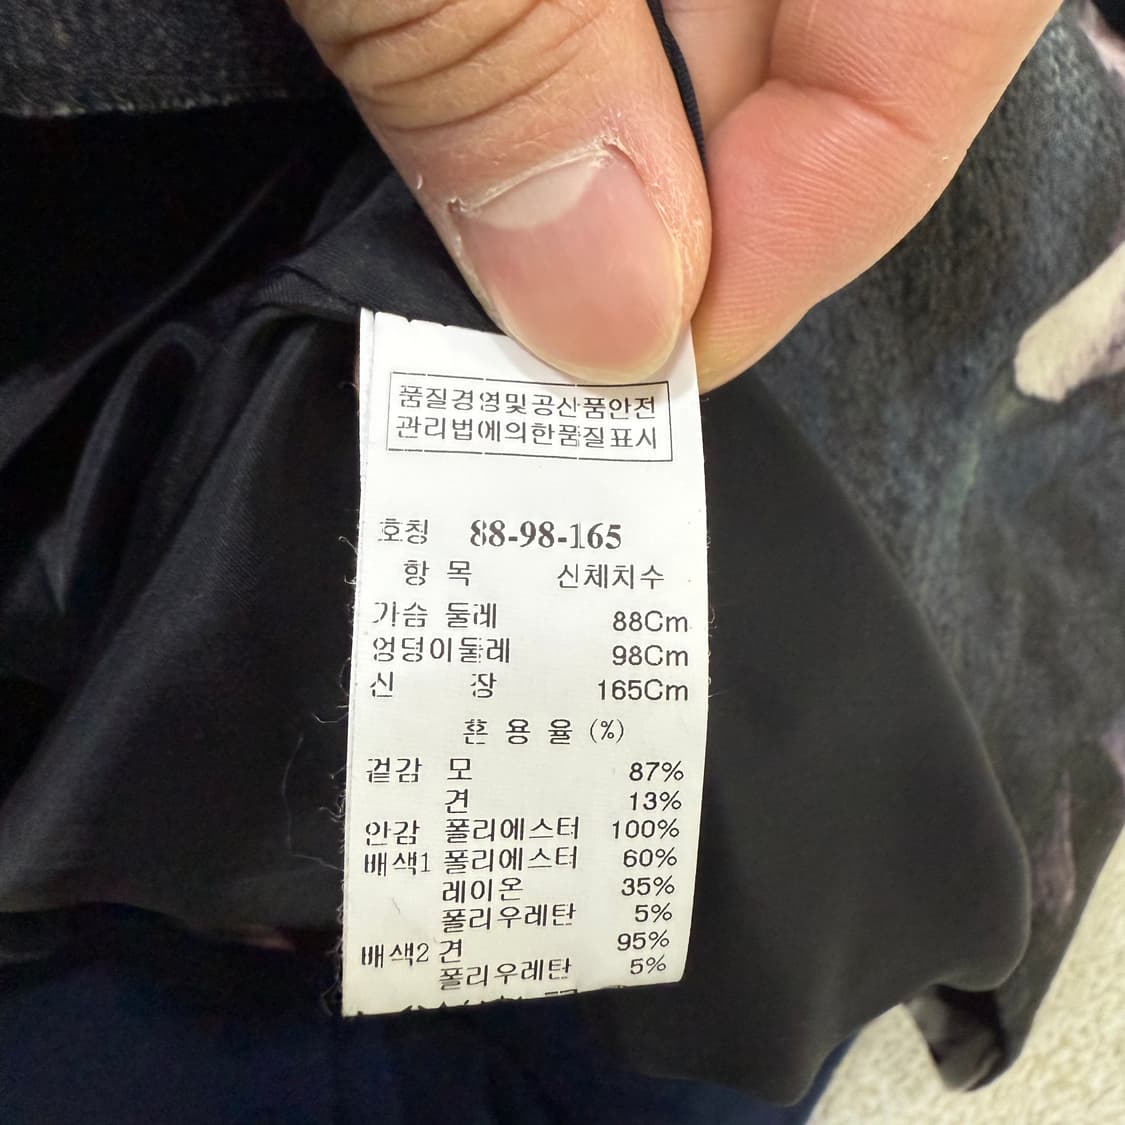 품질경영및공산품안전
관리법에의한품질표시
호칭 88-98-165
항 목 신체치수
가슴 둘레 88Cm
엉덩이둘레 98Cm
신 장 165Cm
혼 용 율 (%)
겉감 모 87%
견 13%
안감 폴리에스터 100%
배색1 폴리에스터 60%
레이온 35%
폴리우레탄 5%
배색2 견 95%
폴리우레탄 5%